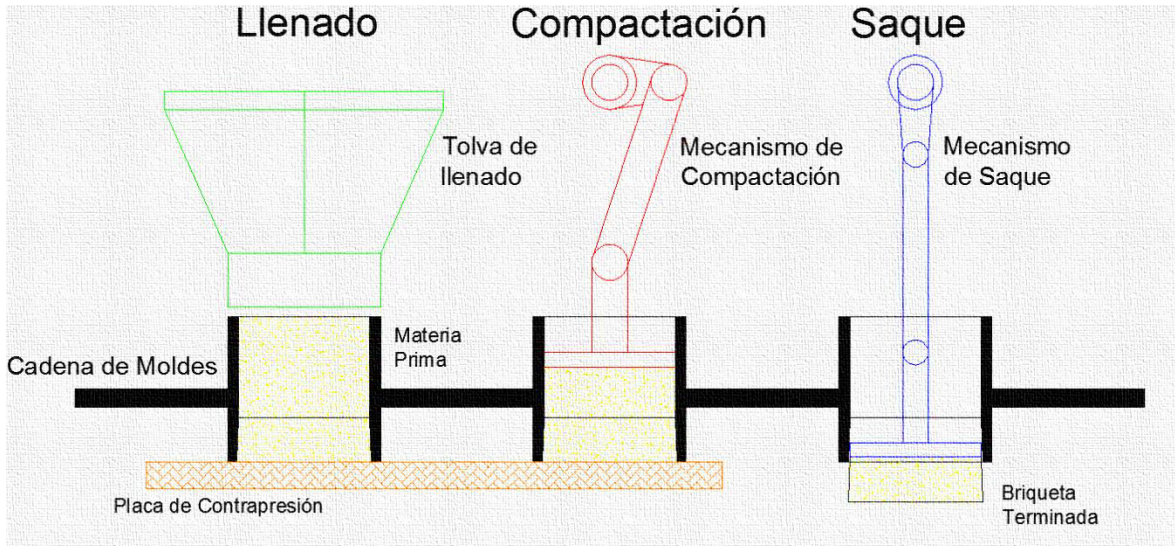 Llenado
Compactación
Saque
Tolva de
llenado
Mecanismo de
Compactación
Mecanismo
de Saque
Materia
Prima
Cadena de Moldes
Placa de Contrapresión
Briqueta
Terminada